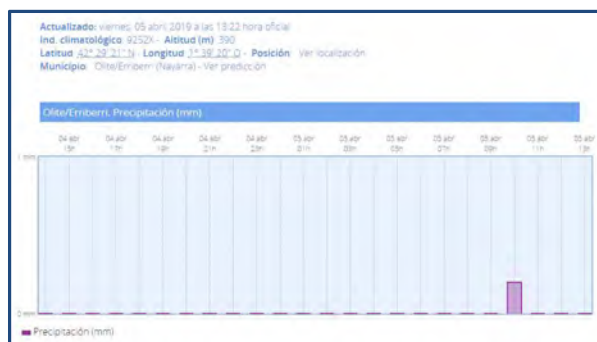 Actualizado: viernes, 05 abril 2019 a las 13:22 hora oficial
Ind. climatológico: 9252X - Altitud (m): 390
Latitud: 42° 29' 21'' N - Longitud: 1° 39' 20'' O - Posición: Ver localización
Municipio: Olite/Erriberri (Navarra) - Ver predicción
Olite/Erriberri. Precipitación (mm)
04 abr 04 abr 04 abr 04 abr 04 abr 05 abr 05 abr 05 abr 05 abr 05 abr 05 abr 05 abr
15h 17h 19h 21h 23h 01h 03h 05h 07h 09h 11h 13h
1 mm
0 mm
Precipitación (mm)